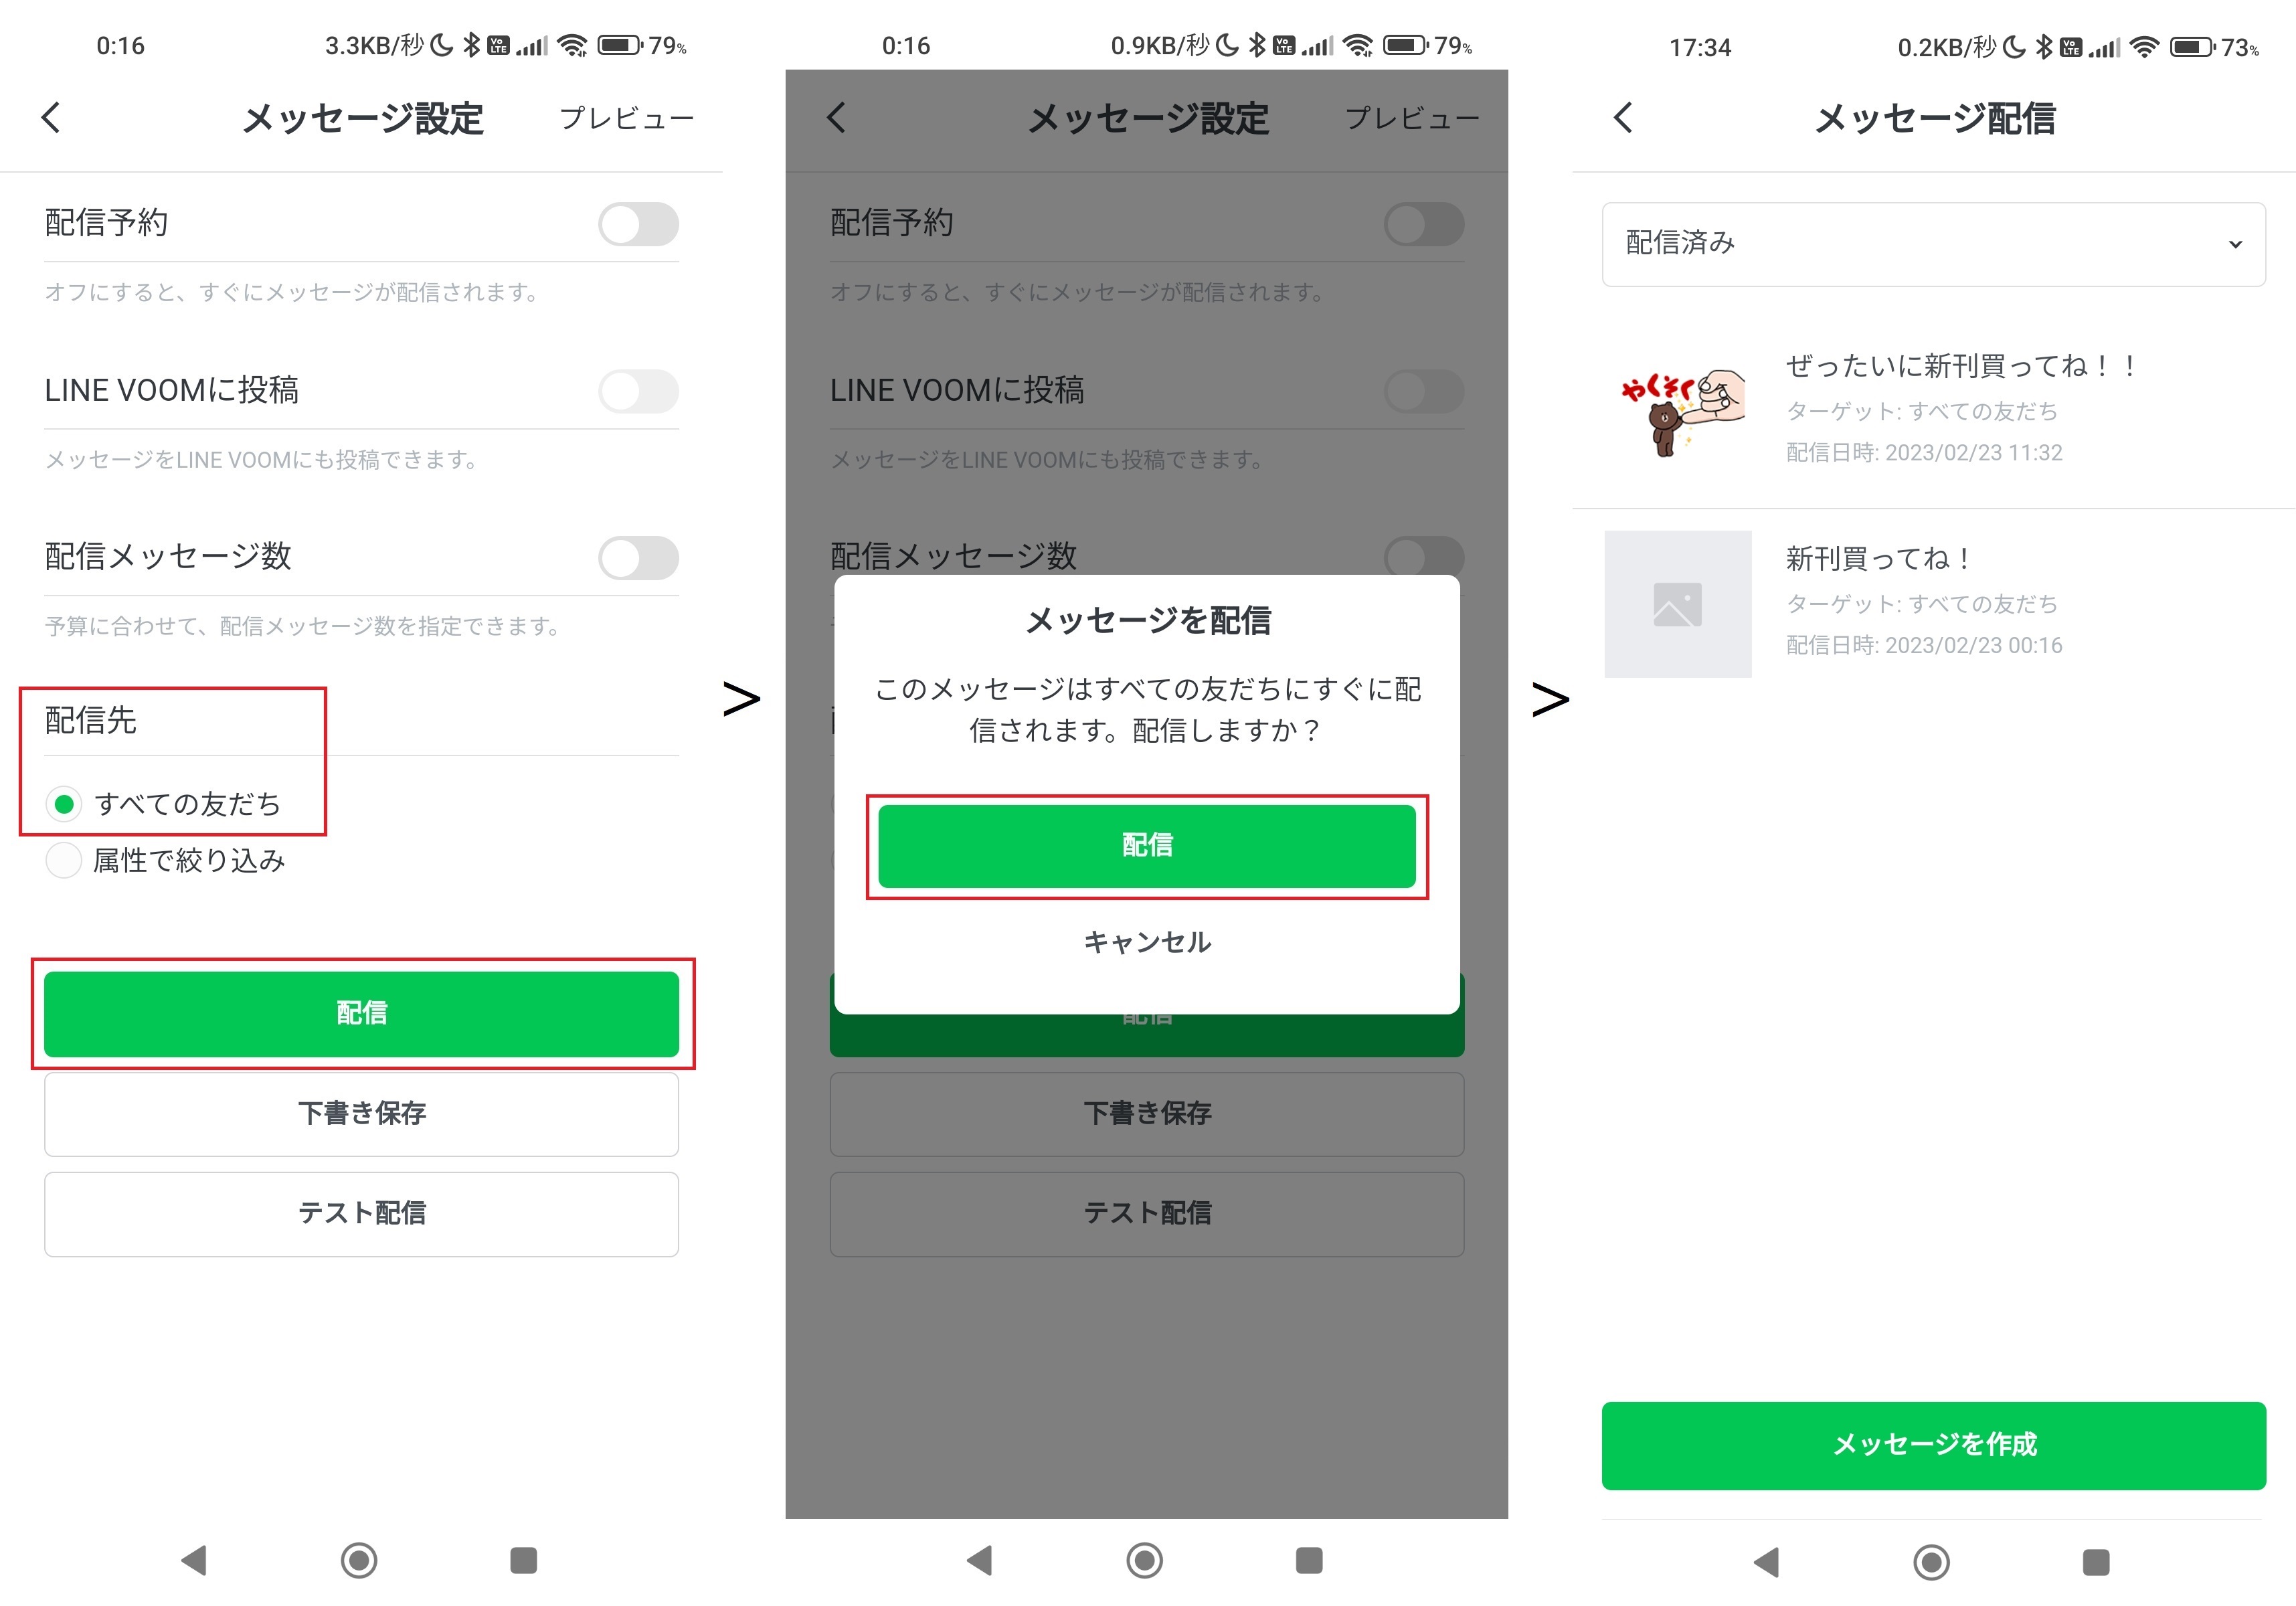 0:16
3.3KB/秒
Vo
LTE
79%
メッセージ設定
プレビュー
配信予約
オフにすると、すぐにメッセージが配信されます。
LINE VOOMに投稿
メッセージをLINE VOOMにも投稿できます。
配信メッセージ数
予算に合わせて、配信メッセージ数を指定できます。
配信先
すべての友だち
属性で絞り込み
配信
下書き保存
テスト配信
>
0:16
0.9KB/秒
Vo
LTE
79%
メッセージ設定
プレビュー
配信予約
オフにすると、すぐにメッセージが配信されます。
LINE VOOMに投稿
メッセージをLINE VOOMにも投稿できます。
配信メッセージ数
メッセージを配信
このメッセージはすべての友だちにすぐに配
信されます。配信しますか？
配信
キャンセル
配信
下書き保存
テスト配信
>
17:34
0.2KB/秒
Vo
LTE
73%
メッセージ配信
配信済み
やくそく
ぜったいに新刊買ってね！！
ターゲット: すべての友だち
配信日時: 2023/02/23 11:32
新刊買ってね！
ターゲット: すべての友だち
配信日時: 2023/02/23 00:16
メッセージを作成